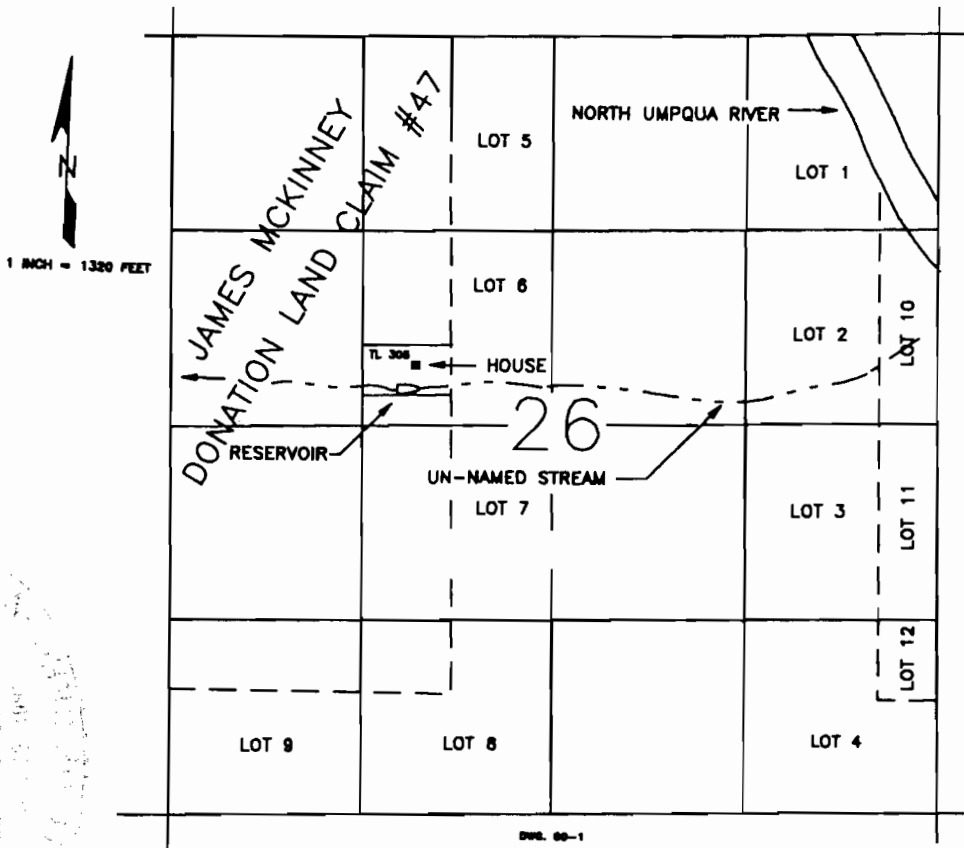 NORTH UMPQUA RIVER
LOT 5
LOT 1
N
1 INCH = 1320 FEET
JAMES MCKINNEY
DONATION LAND CLAIM #47
LOT 6
LOT 2
LOT 10
TL 306
HOUSE
26
RESERVOIR
UN-NAMED STREAM
LOT 7
LOT 3
LOT 11
LOT 12
LOT 9
LOT 8
LOT 4